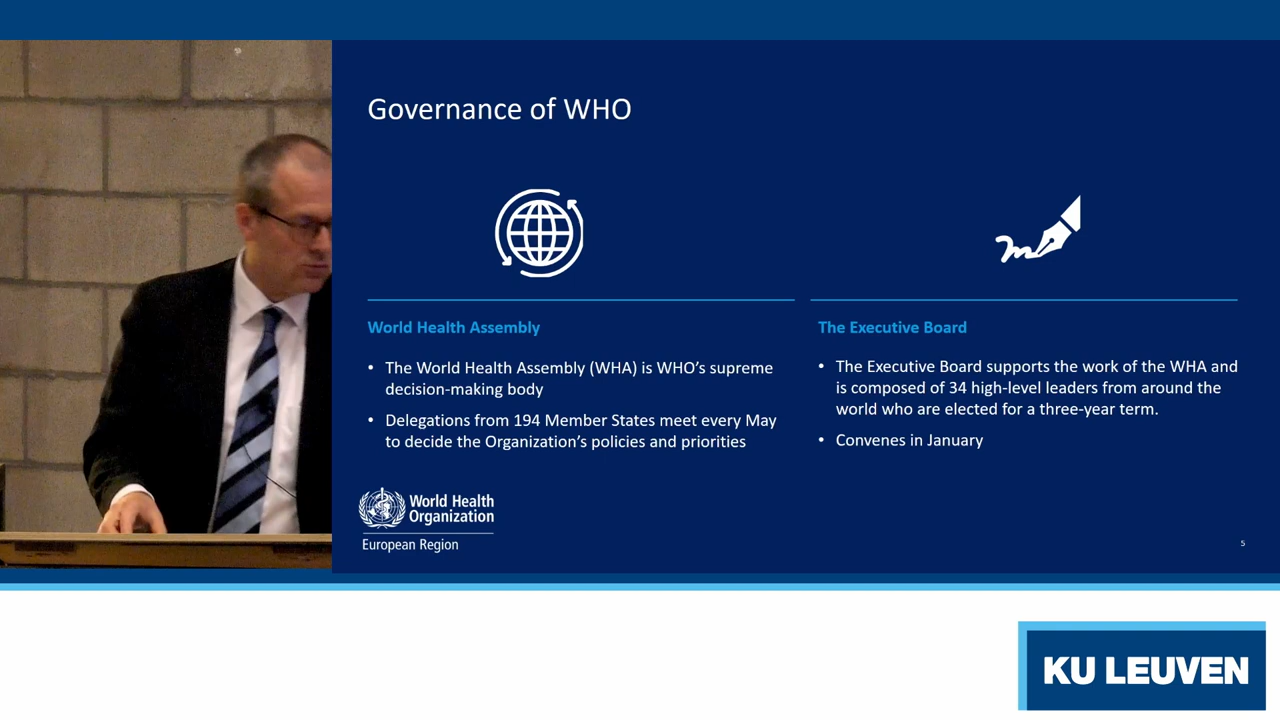 Governance of WHO
World Health Assembly
• The World Health Assembly (WHA) is WHO’s supreme
decision-making body
• Delegations from 194 Member States meet every May
to decide the Organization’s policies and priorities
The Executive Board
• The Executive Board supports the work of the WHA and
is composed of 34 high-level leaders from around the
world who are elected for a three-year term.
• Convenes in January
World Health
Organization
European Region
5
KU LEUVEN